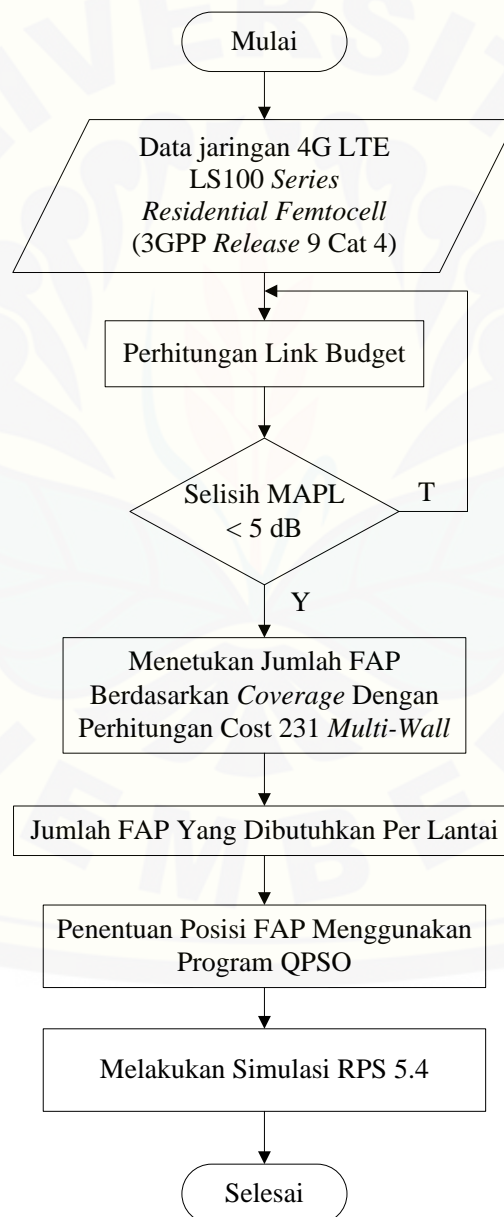 Mulai
Data jaringan 4G LTE
LS100 Series
Residential Femtocell
(3GPP Release 9 Cat 4)
Perhitungan Link Budget
Selisih MAPL
< 5 dB
T
Y
Menetukan Jumlah FAP
Berdasarkan Coverage Dengan
Perhitungan Cost 231 Multi-Wall
Jumlah FAP Yang Dibutuhkan Per Lantai
Penentuan Posisi FAP Menggunakan
Program QPSO
Melakukan Simulasi RPS 5.4
Selesai